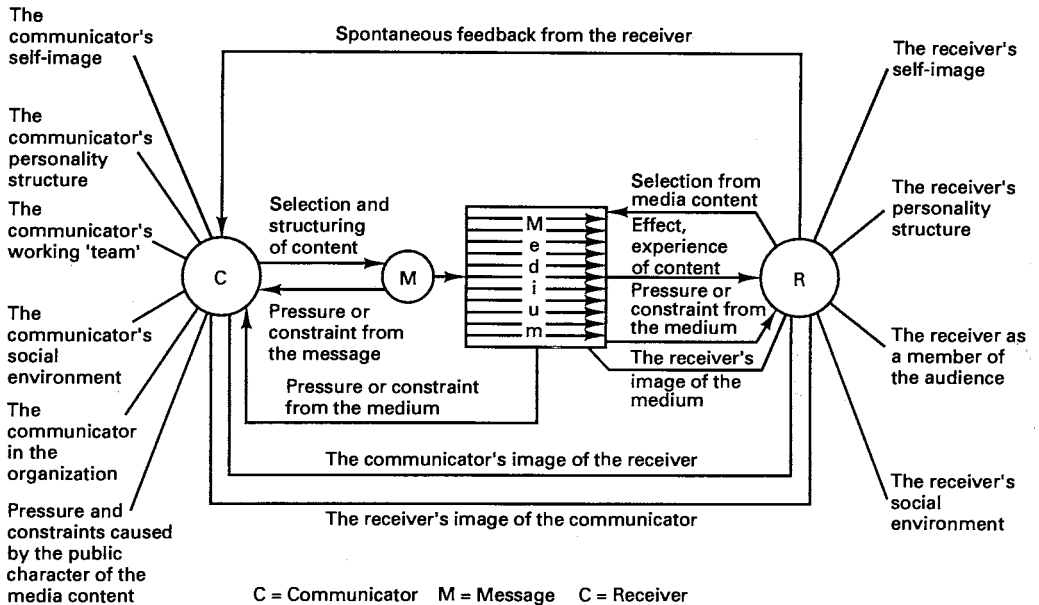 The
communicator's
self-image
The
communicator's
personality
structure
The
communicator's
working 'team'
The
communicator's
social
environment
The
communicator
in the
organization
Pressure and
constraints caused
by the public
character of the
media content
Spontaneous feedback from the receiver
C
Selection and
structuring
of content
M
Pressure or
constraint from
the message
Pressure or constraint
from the medium
M
e
d
i
u
m
Selection from
media content
Effect,
experience
of content
Pressure or
constraint from
the medium
The receiver's
image of the
medium
R
The communicator's image of the receiver
The receiver's image of the communicator
The receiver's
self-image
The receiver's
personality
structure
The receiver as
a member of
the audience
The receiver's
social
environment
C = Communicator M = Message C = Receiver